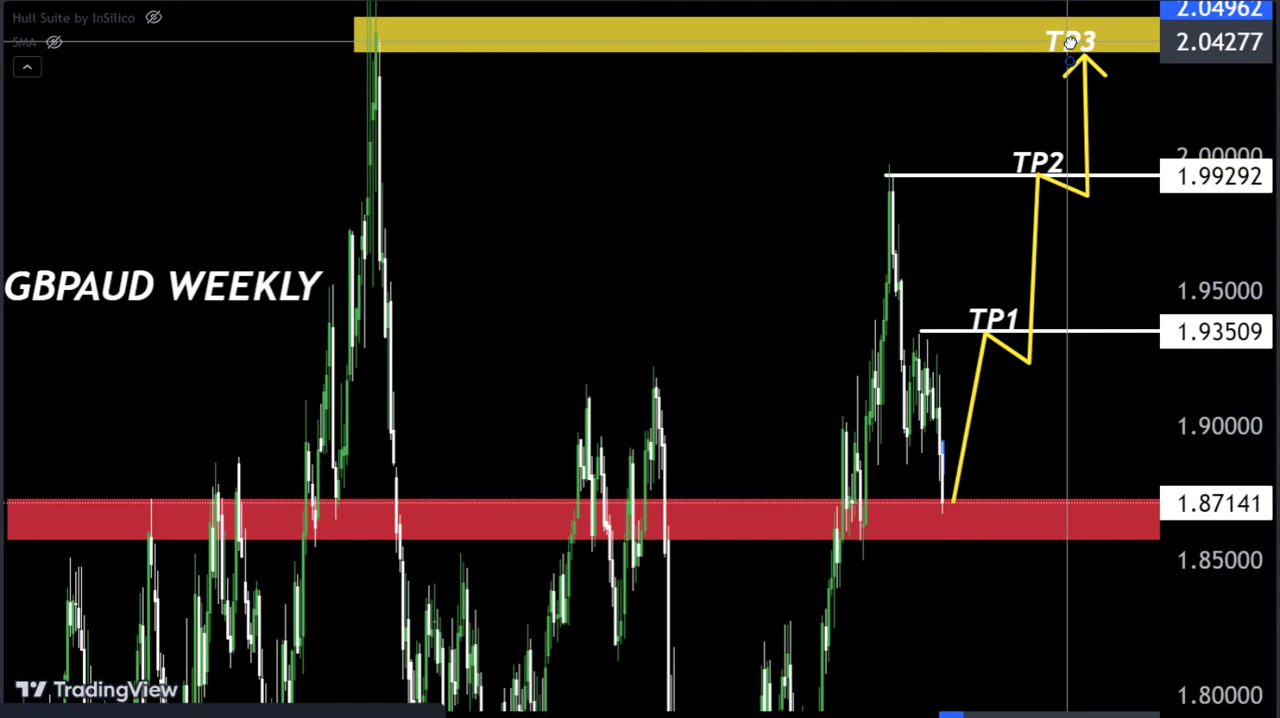 Hull Suite by InSilico
SMA
2.04962
TP3
2.04277
TP2
2.00000
1.99292
GBPAUD WEEKLY
1.95000
TP1
1.93509
1.90000
1.87141
1.85000
TradingView
1.80000